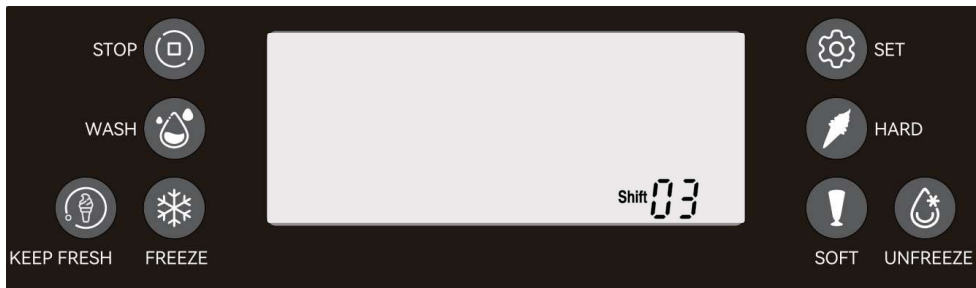 STOP
SET
WASH
HARD
Shift 03
KEEP FRESH
FREEZE
SOFT
UNFREEZE